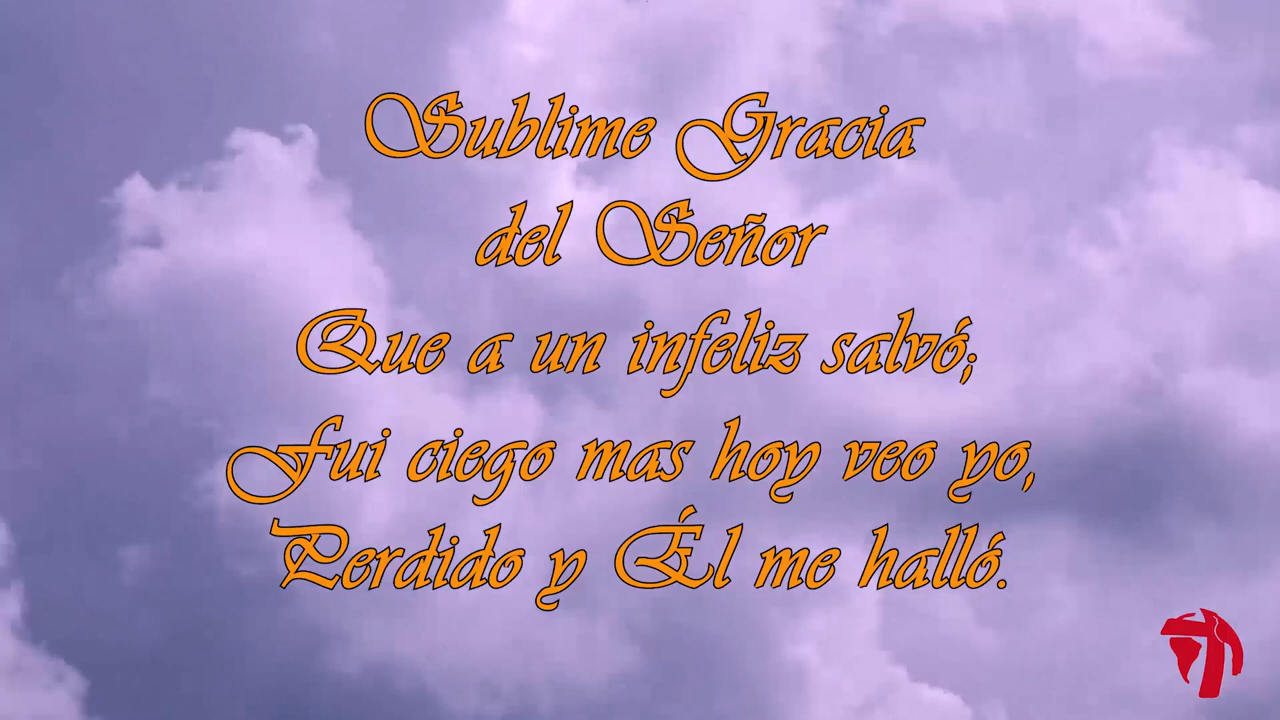 Sublime Gracia
del Señor
Que a un infeliz salvó;
Fui ciego mas hoy veo yo,
Perdido y Él me halló.